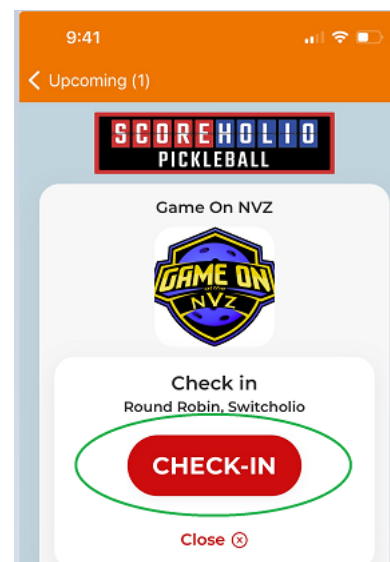 9:41
Upcoming (1)
SCOREHOLIO
PICKLEBALL
Game On NVZ
GAME ON
NVZ
Check in
Round Robin, Switcholio
CHECK-IN
Close